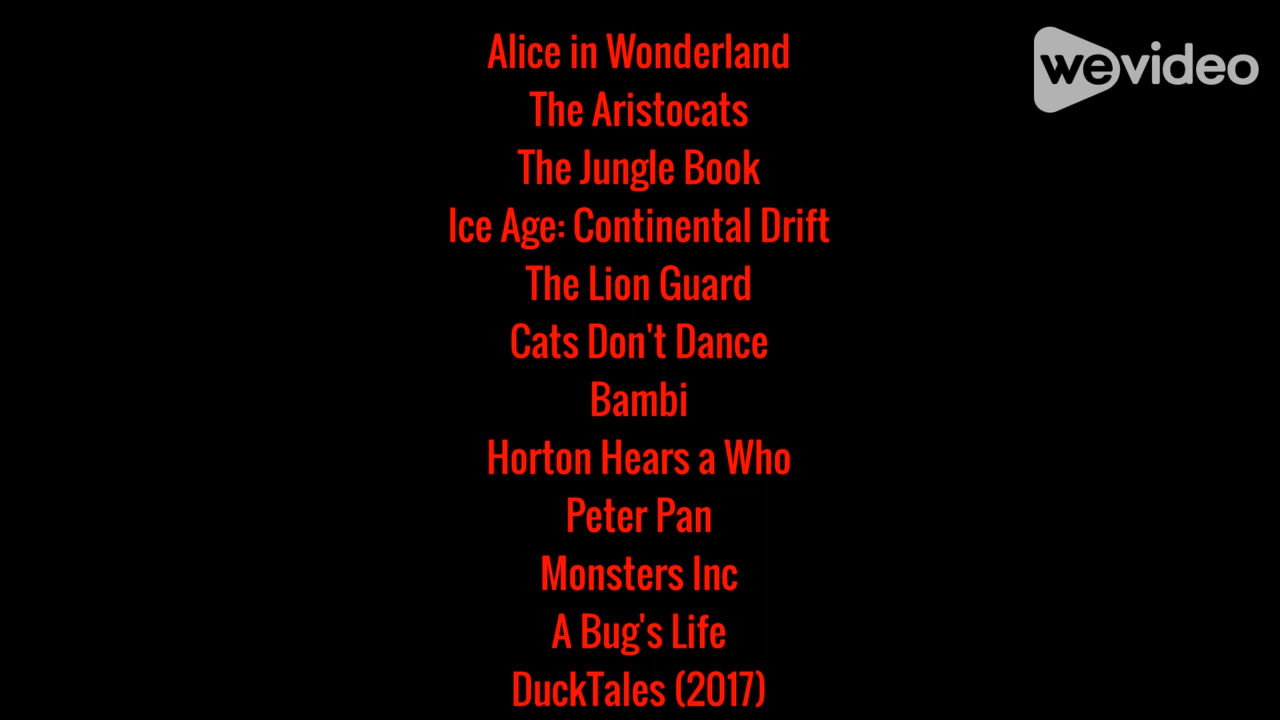 Alice in Wonderland
wevideo
The Aristocats
The Jungle Book
Ice Age: Continental Drift
The Lion Guard
Cats Don't Dance
Bambi
Horton Hears a Who
Peter Pan
Monsters Inc
A Bug's Life
DuckTales (2017)